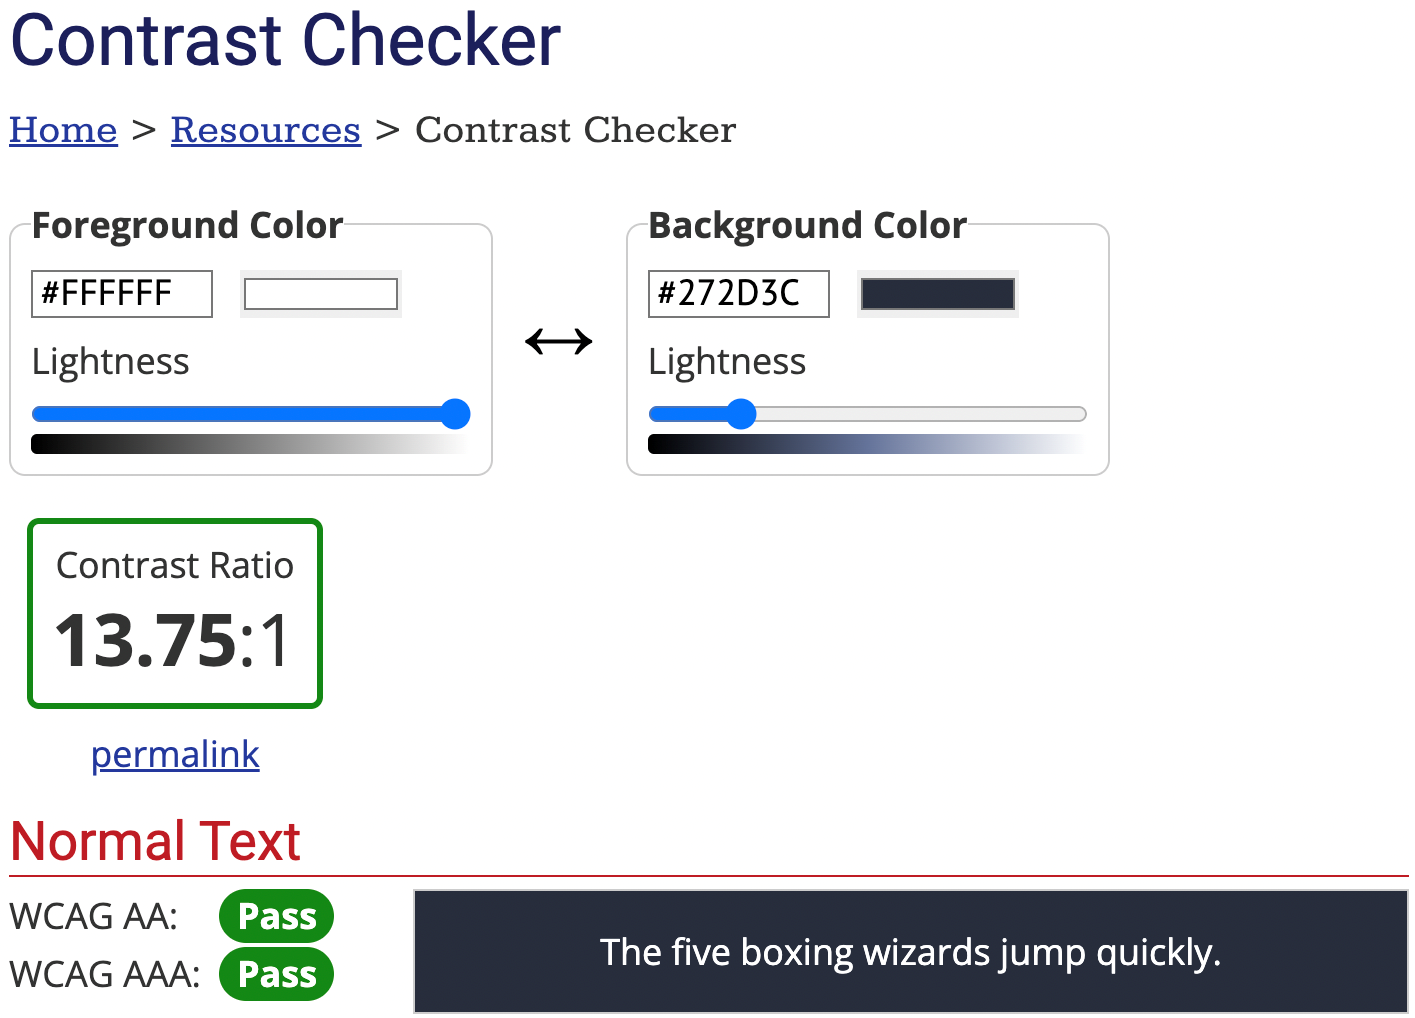 Contrast Checker
Home > Resources > Contrast Checker
Foreground Color
#FFFFFF
Lightness
Background Color
#272D3C
Lightness
Contrast Ratio
13.75:1
permalink
Normal Text
WCAG AA: Pass
WCAG AAA: Pass
The five boxing wizards jump quickly.